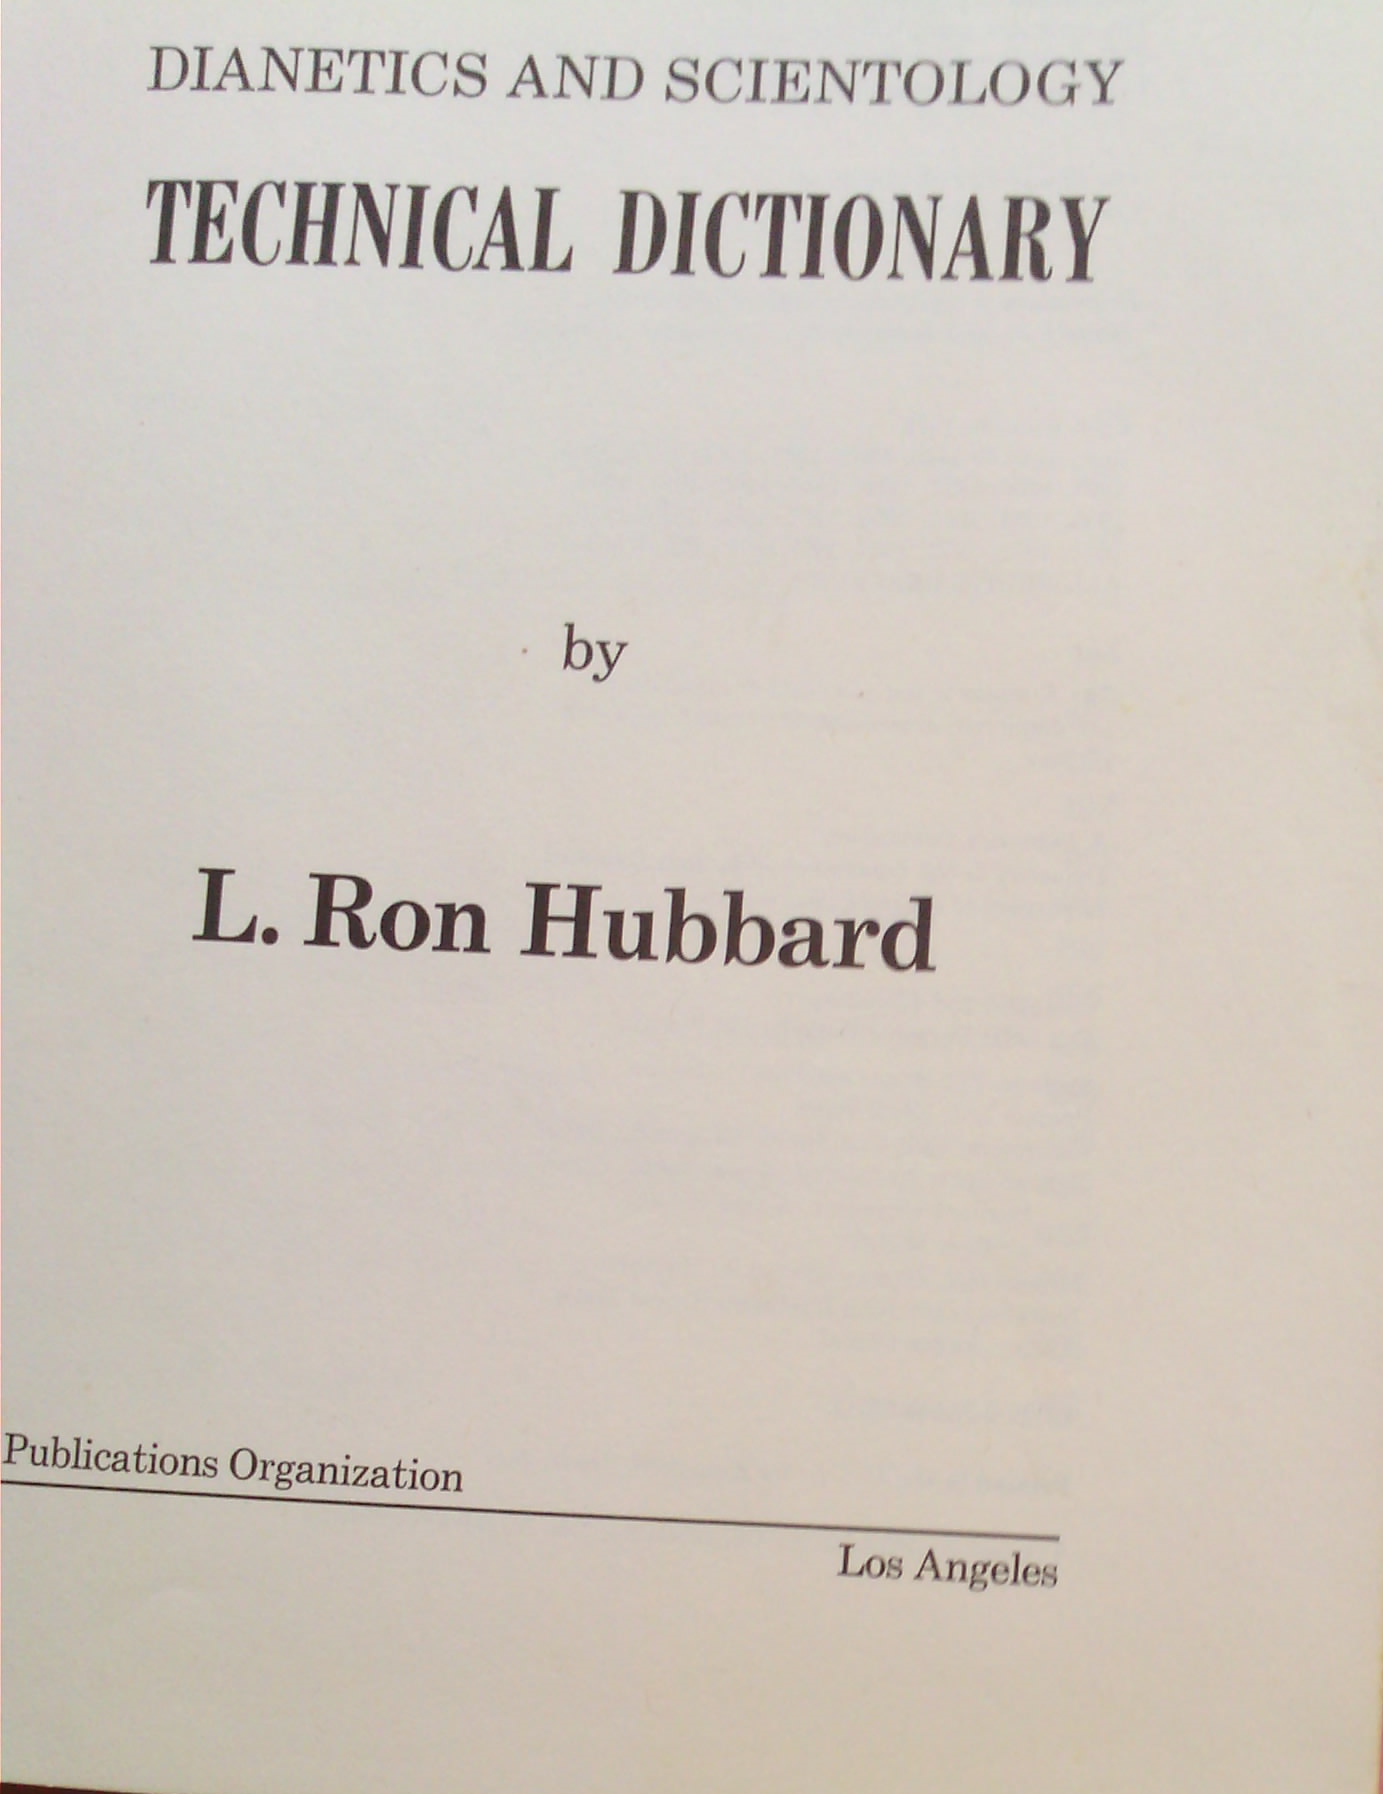 DIANETICS AND SCIENTOLOGY
TECHNICAL DICTIONARY
by
L. Ron Hubbard
Publications Organization
Los Angeles